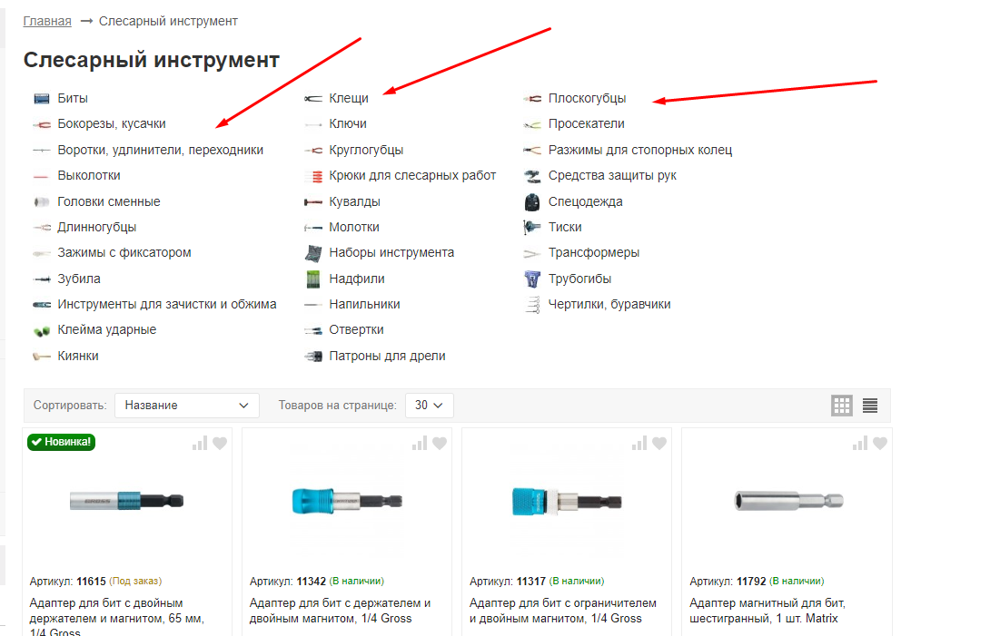 Главная → Слесарный инструмент
Слесарный инструмент
Биты
Бокорезы, кусачки
Воротки, удлинители, переходники
Выколотки
Головки сменные
Длинногубцы
Зажимы с фиксатором
Зубила
Инструменты для зачистки и обжима
Клейма ударные
Киянки
Клещи
Ключи
Круглогубцы
Крюки для слесарных работ
Кувалды
Молотки
Наборы инструмента
Надфили
Напильники
Отвертки
Патроны для дрели
Плоскогубцы
Просекатели
Разжимы для стопорных колец
Средства защиты рук
Спецодежда
Тиски
Трансформеры
Трубогибы
Чертилки, буравчики
Сортировать: Название Товаров на странице: 30
Новинка!
Артикул: 11615 (Под заказ)
Адаптер для бит с двойным
держателем и магнитом, 65 мм,
1/4 Gross
Артикул: 11342 (В наличии)
Адаптер для бит с держателем и
двойным магнитом, 1/4 Gross
Артикул: 11317 (В наличии)
Адаптер для бит с ограничителем
и двойным магнитом, 1/4 Gross
Артикул: 11792 (В наличии)
Адаптер магнитный для бит,
шестигранный, 1 шт. Matrix